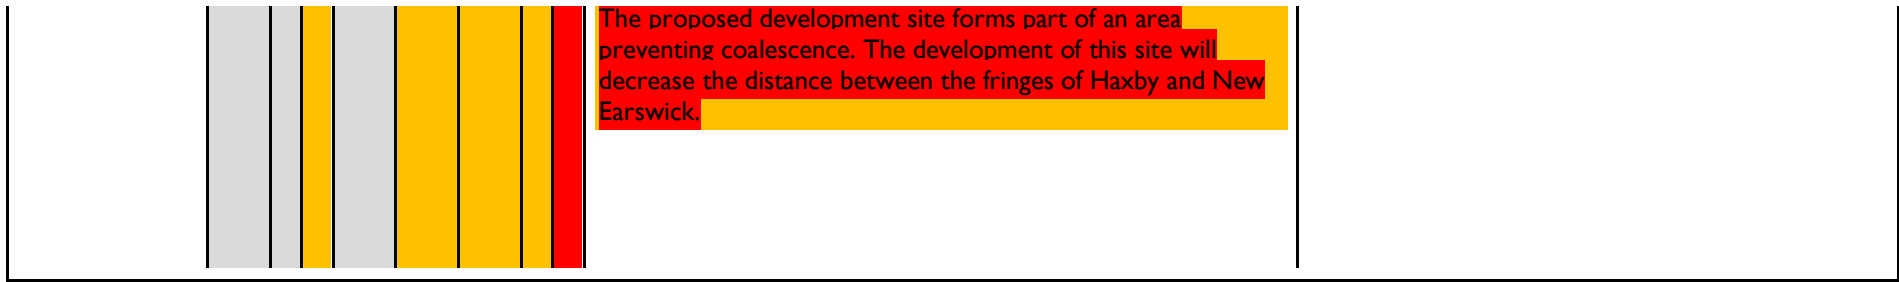 The proposed development site forms part of an area
preventing coalescence. The development of this site will
decrease the distance between the fringes of Haxby and New
Earswick.